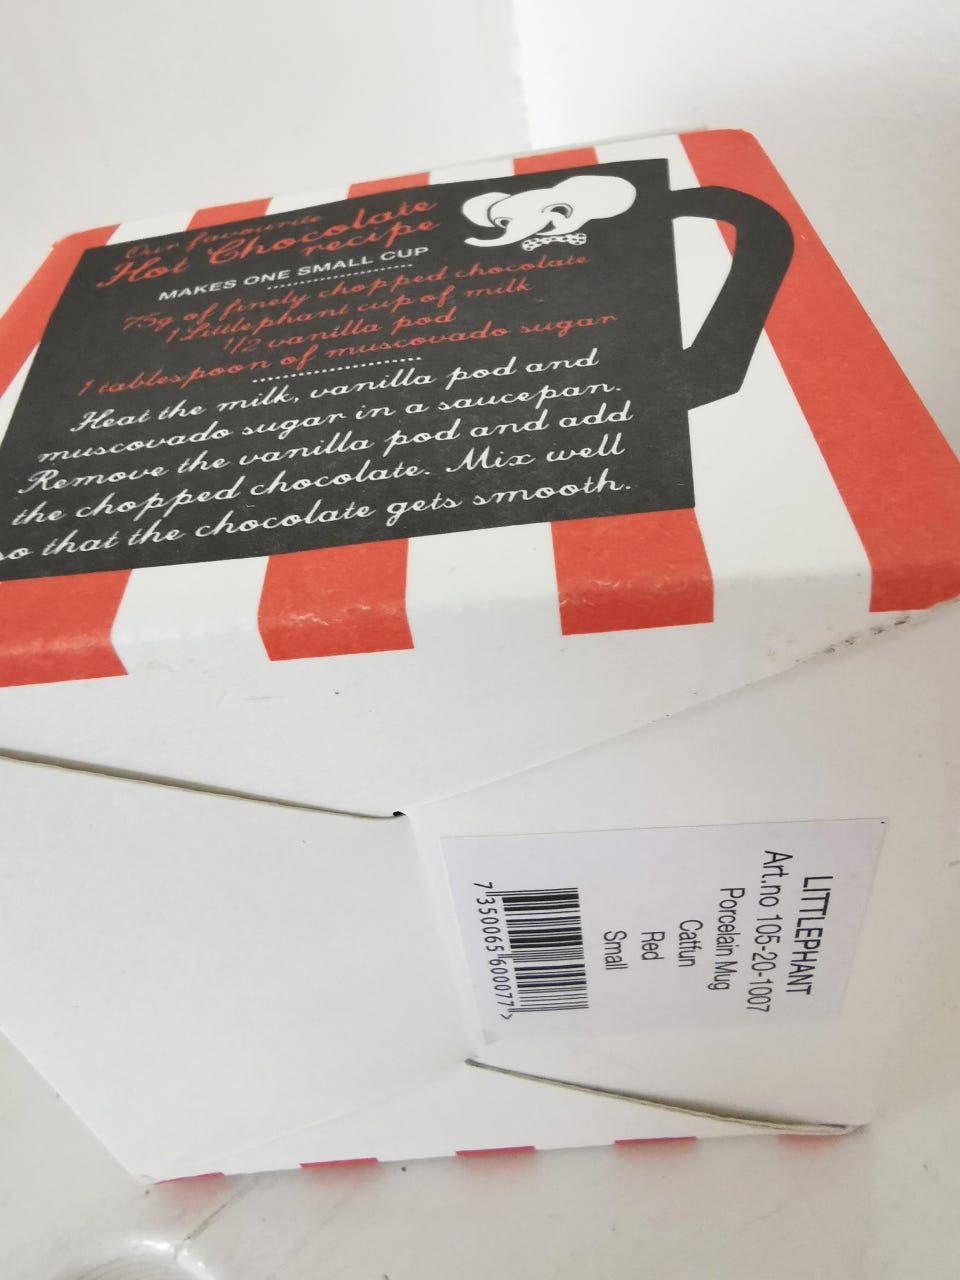 Our favourite
Hot Chocolate
recipe
MAKES ONE SMALL CUP
75g of finely chopped chocolate
1 Littlephant cup of milk
1/2 vanilla pod
1 tablespoon of muscovado sugar
Heat the milk, vanilla pod and
muscovado sugar in a saucepan.
Remove the vanilla pod and add
the chopped chocolate. Mix well
so that the chocolate gets smooth.
LITTLEPHANT
Art.no 105-20-1007
Porcelain Mug
Catfun
Red
Small
7 350065 600077 >